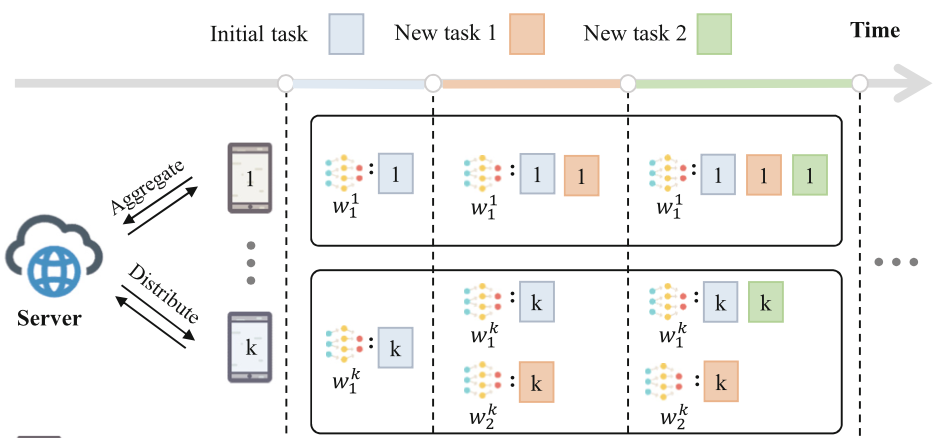 Initial task New task 1 New task 2 Time
Aggregate
1
: 1 : 1 1 : 1 1 1
w_1^1 w_1^1 w_1^1
Server
Distribute
k
: k : k : k k
w_1^k w_1^k w_1^k
: k : k
w_2^k w_2^k